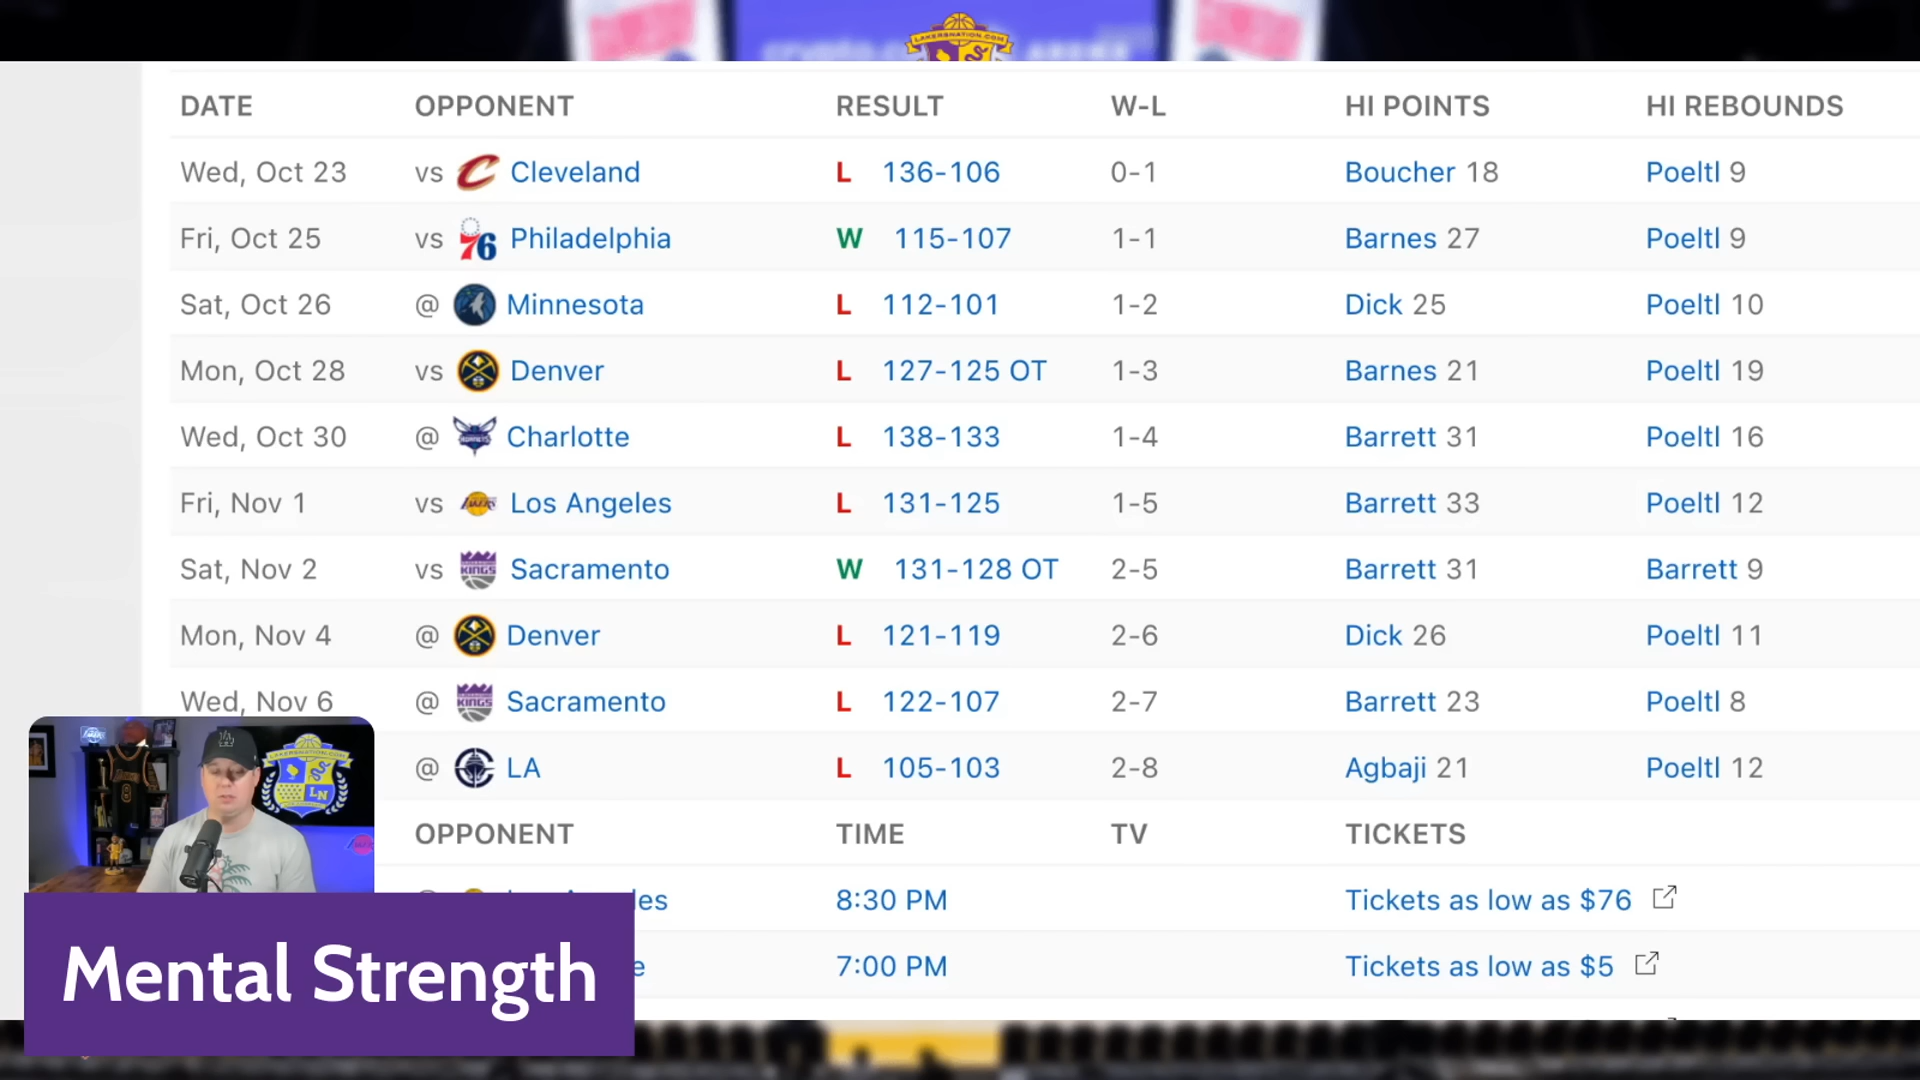 LAKERSNATION.COM
DATE OPPONENT RESULT W-L HI POINTS HI REBOUNDS
Wed, Oct 23 vs Cleveland L 136-106 0-1 Boucher 18 Poeltl 9
Fri, Oct 25 vs 76 Philadelphia W 115-107 1-1 Barnes 27 Poeltl 9
Sat, Oct 26 @ Minnesota L 112-101 1-2 Dick 25 Poeltl 10
Mon, Oct 28 vs Denver L 127-125 OT 1-3 Barnes 21 Poeltl 19
Wed, Oct 30 @ Charlotte L 138-133 1-4 Barrett 31 Poeltl 16
Fri, Nov 1 vs Los Angeles L 131-125 1-5 Barrett 33 Poeltl 12
Sat, Nov 2 vs KINGS Sacramento W 131-128 OT 2-5 Barrett 31 Barrett 9
Mon, Nov 4 @ Denver L 121-119 2-6 Dick 26 Poeltl 11
Wed, Nov 6 @ KINGS Sacramento L 122-107 2-7 Barrett 23 Poeltl 8
@ LA L 105-103 2-8 Agbaji 21 Poeltl 12
OPPONENT TIME TV TICKETS
8:30 PM Tickets as low as $76
7:00 PM Tickets as low as $5
LN
Mental Strength